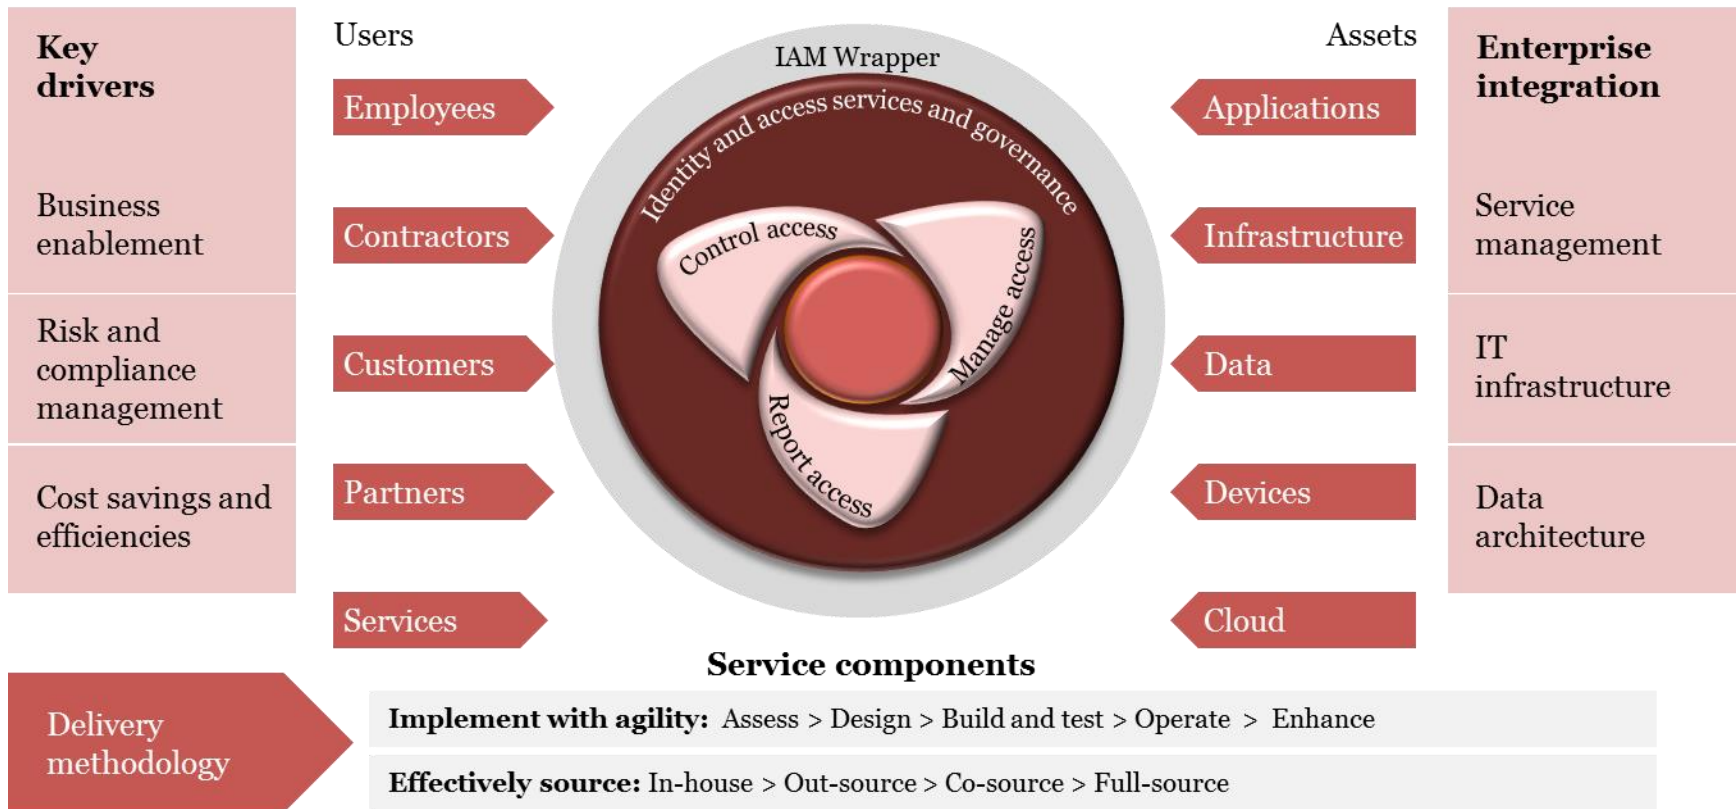 Key
drivers
Business
enablement
Risk and
compliance
management
Cost savings and
efficiencies
Users
Employees
Contractors
Customers
Partners
Services
IAM Wrapper
Identity and access services and governance
Control access
Manage access
Report access
Assets
Applications
Infrastructure
Data
Devices
Cloud
Enterprise
integration
Service
management
IT
infrastructure
Data
architecture
Service components
Delivery
methodology
Implement with agility: Assess > Design > Build and test > Operate > Enhance
Effectively source: In-house > Out-source > Co-source > Full-source